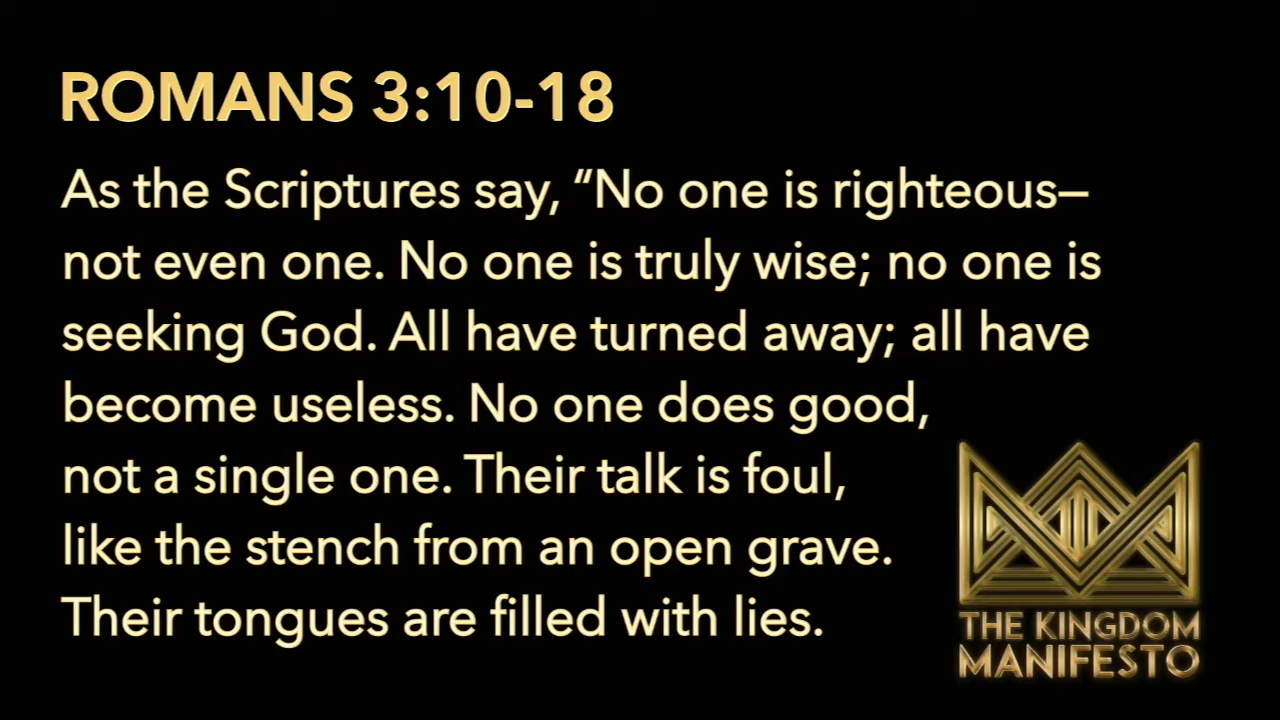 ROMANS 3:10-18
As the Scriptures say, “No one is righteous—
not even one. No one is truly wise; no one is
seeking God. All have turned away; all have
become useless. No one does good,
not a single one. Their talk is foul,
like the stench from an open grave.
Their tongues are filled with lies.
THE KINGDOM
MANIFESTO